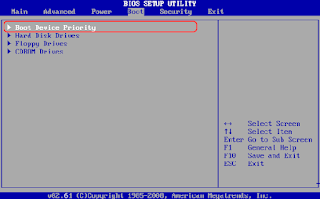 BIOS SETUP UTILITY
Main Advanced Power Boot Security Exit
Boot Device Priority
Hard Disk Drives
Floppy Drives
CDROM Drives
↔ Select Screen
↑↓ Select Item
Enter Go to Sub Screen
F1 General Help
F10 Save and Exit
ESC Exit
v02.61 (C)Copyright 1985-2006, American Megatrends, Inc.